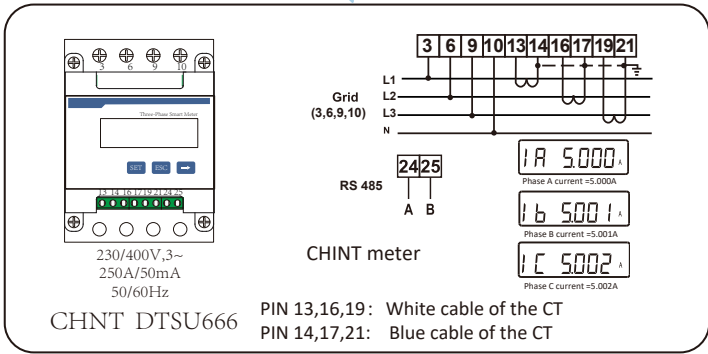 3 6 9 10
Three-Phase Smart Meter
SET ESC
13 14 16 17 19 21 24 25
230/400V,3~
250A/50mA
50/60Hz
CHNT DTSU666
3 6 9 10 13 14 16 17 19 21
L1
L2
L3
N
Grid
(3,6,9,10)
RS 485
24 25
A B
CHINT meter
IA 5.000 A
Phase A current =5.000A
Ib 5.001 A
Phase B current =5.001A
IC 5.002 A
Phase C current =5.002A
PIN 13,16,19: White cable of the CT
PIN 14,17,21: Blue cable of the CT